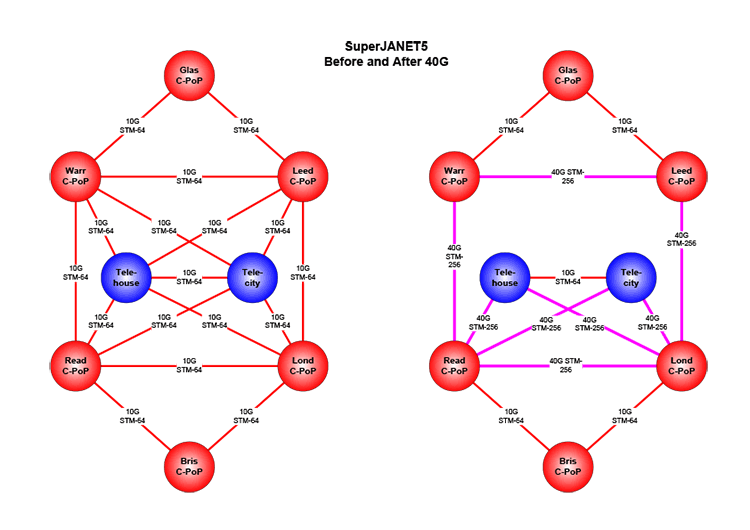 SuperJANET5
Before and After 40G
Glas
C-PoP
10G
STM-64
10G
STM-64
Warr
C-PoP
10G
STM-64
Leed
C-PoP
10G
STM-64
10G
STM-64
10G
STM-64
10G
STM-64
10G
STM-64
Tele-
house
10G
STM-64
Tele-
city
10G
STM-64
10G
STM-64
10G
STM-64
10G
STM-64
10G
STM-64
Read
C-PoP
10G
STM-64
Lond
C-PoP
10G
STM-64
10G
STM-64
Bris
C-PoP
Glas
C-PoP
10G
STM-64
10G
STM-64
Warr
C-PoP
40G STM-
256
Leed
C-PoP
40G
STM-
256
40G
STM-256
Tele-
house
10G
STM-64
Tele-
city
40G
STM-256
40G
STM-256
40G
STM-256
40G
STM-256
Read
C-PoP
40G STM-
256
Lond
C-PoP
10G
STM-64
10G
STM-64
Bris
C-PoP